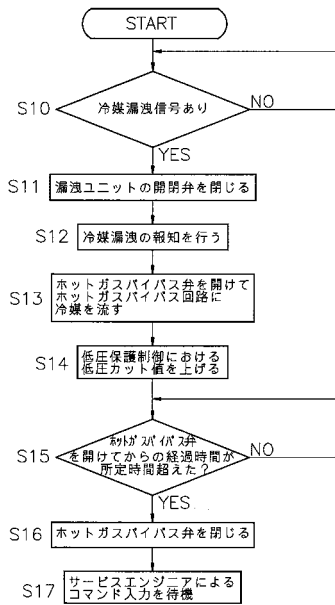 START
S10
冷媒漏洩信号あり
NO
YES
S11
漏洩ユニットの開閉弁を閉じる
S12
冷媒漏洩の報知を行う
S13
ホットガスバイパス弁を開けて
ホットガスバイパス回路に
冷媒を流す
S14
低圧保護制御における
低圧カット値を上げる
S15
ホットガスバイパス弁
を開けてからの経過時間が
所定時間超えた?
NO
YES
S16
ホットガスバイパス弁を閉じる
S17
サービスエンジニアによる
コマンド入力を待機